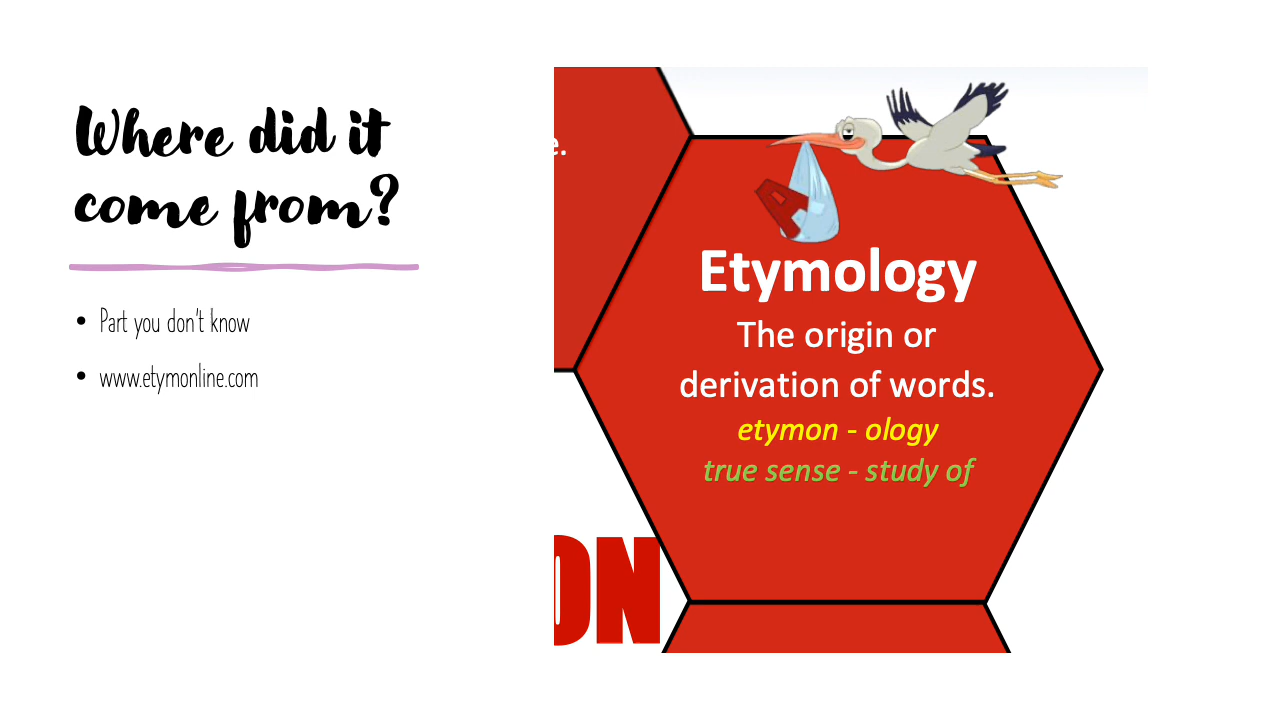 Where did it
come from?
• Part you don't know
• www.etymonline.com
e.
A
Etymology
The origin or
derivation of words.
etymon - ology
true sense - study of
ON